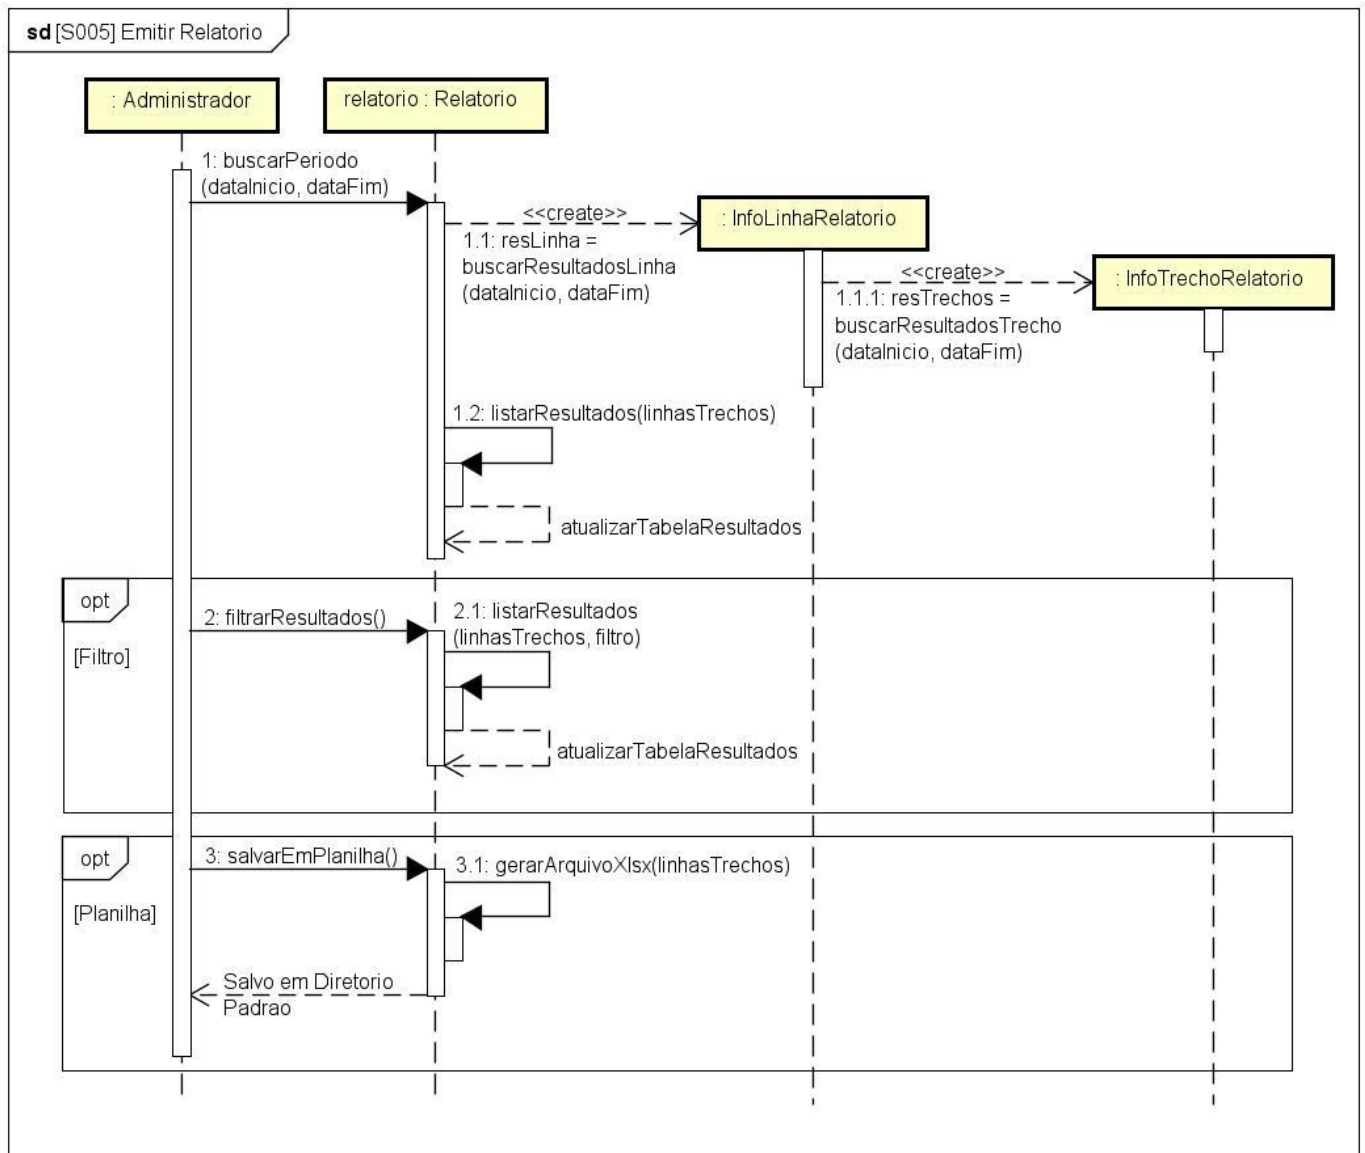 sd [S005] Emitir Relatorio
: Administrador
relatorio : Relatorio
1: buscarPeriodo
(dataInicio, dataFim)
<<create>>
: InfoLinhaRelatorio
1.1: resLinha =
buscarResultadosLinha
(dataInicio, dataFim)
<<create>>
: InfoTrechoRelatorio
1.1.1: resTrechos =
buscarResultadosTrecho
(dataInicio, dataFim)
1.2: listarResultados(linhasTrechos)
atualizarTabelaResultados
opt
[Filtro]
2: filtrarResultados()
2.1: listarResultados
(linhasTrechos, filtro)
atualizarTabelaResultados
opt
[Planilha]
3: salvarEmPlanilha()
3.1: gerarArquivoXlsx(linhasTrechos)
Salvo em Diretorio
Padrao